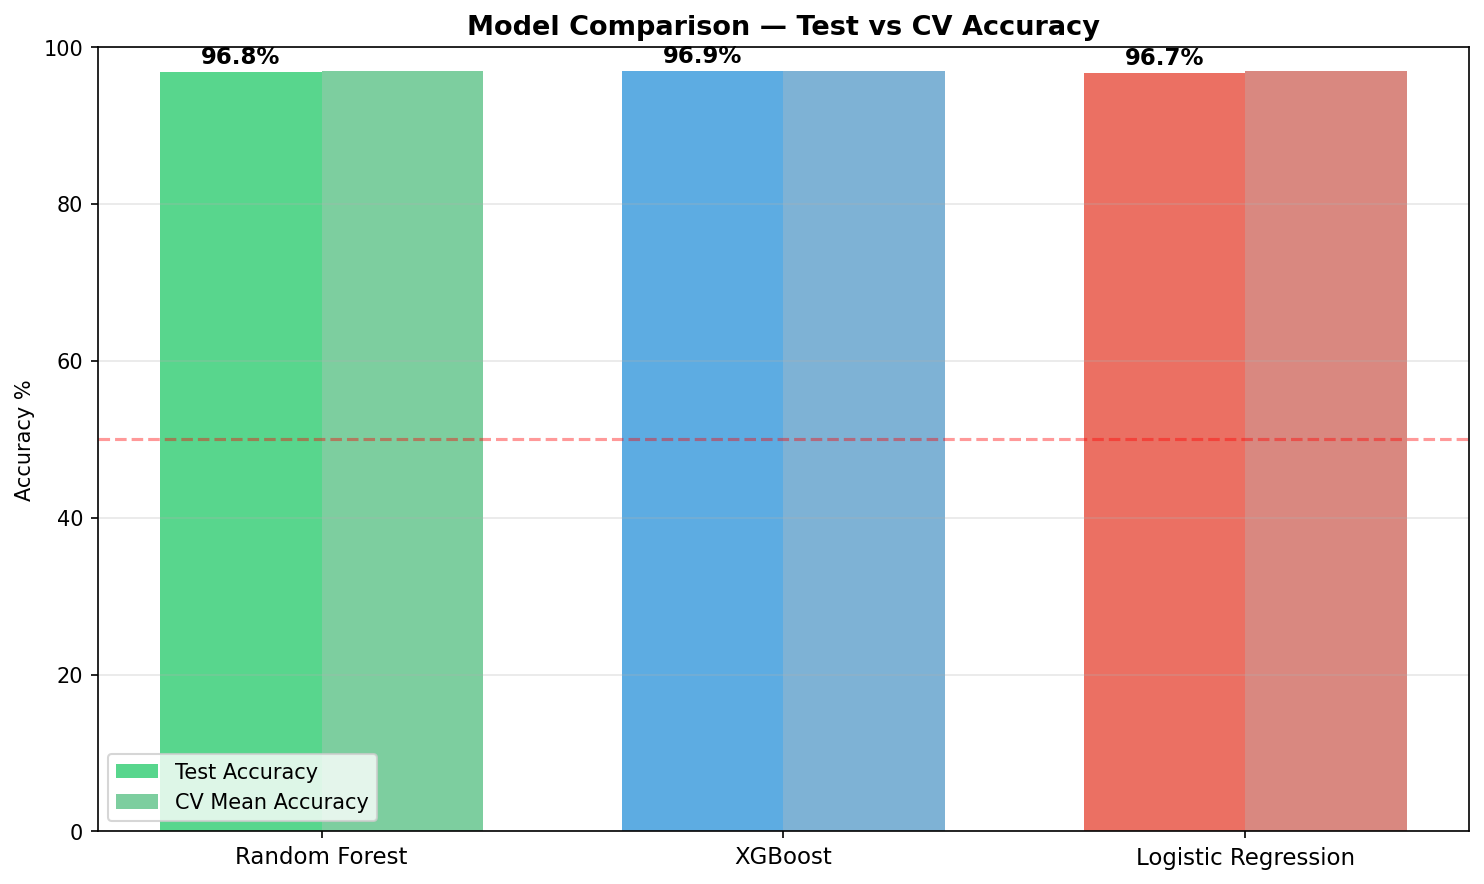 Model Comparison — Test vs CV Accuracy
100
80
60
40
20
0
Accuracy %
96.8%
96.9%
96.7%
Test Accuracy
CV Mean Accuracy
Random Forest
XGBoost
Logistic Regression